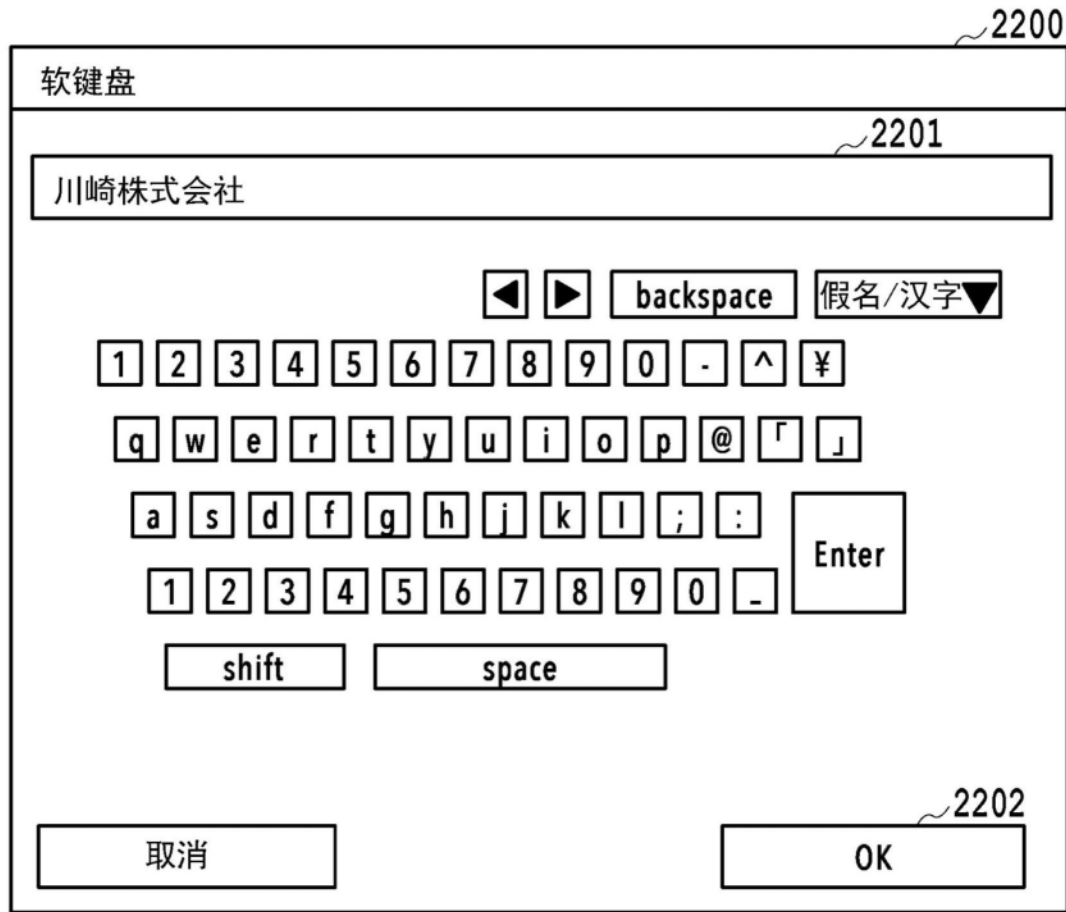 2200
软键盘
2201
川崎株式会社
◀ ▶ backspace 假名/汉字▼
1 2 3 4 5 6 7 8 9 0 - ^ ¥
q w e r t y u i o p @ 「 」
a s d f g h j k l ; :
Enter
1 2 3 4 5 6 7 8 9 0 _
shift space
2202
取消 OK